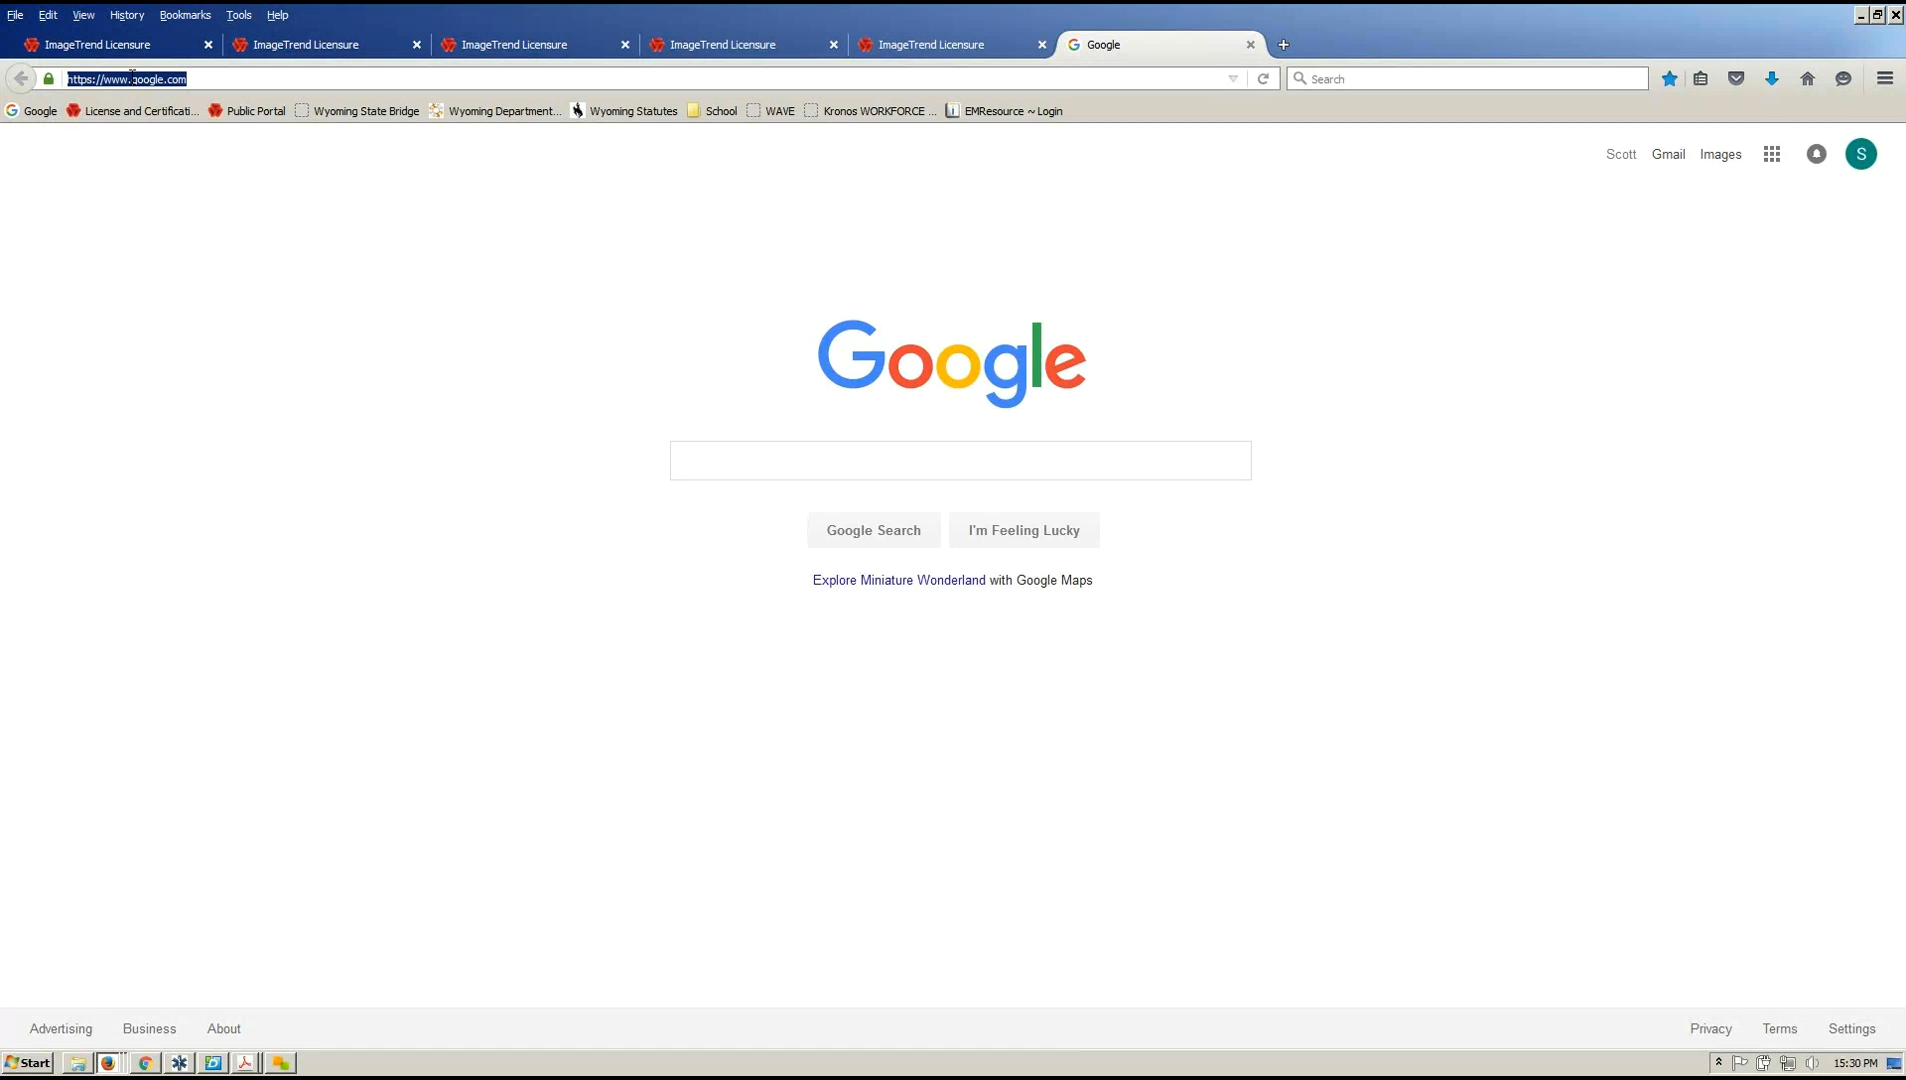 File Edit View History Bookmarks Tools Help
ImageTrend Licensure ImageTrend Licensure ImageTrend Licensure ImageTrend Licensure ImageTrend Licensure Google
https://www.google.com Search
Google License and Certificati... Public Portal Wyoming State Bridge Wyoming Department... Wyoming Statutes School WAVE Kronos WORKFORCE ... EMResource ~ Login
Scott Gmail Images S
Google
Google Search I'm Feeling Lucky
Explore Miniature Wonderland with Google Maps
Advertising Business About Privacy Terms Settings
Start 15:30 PM